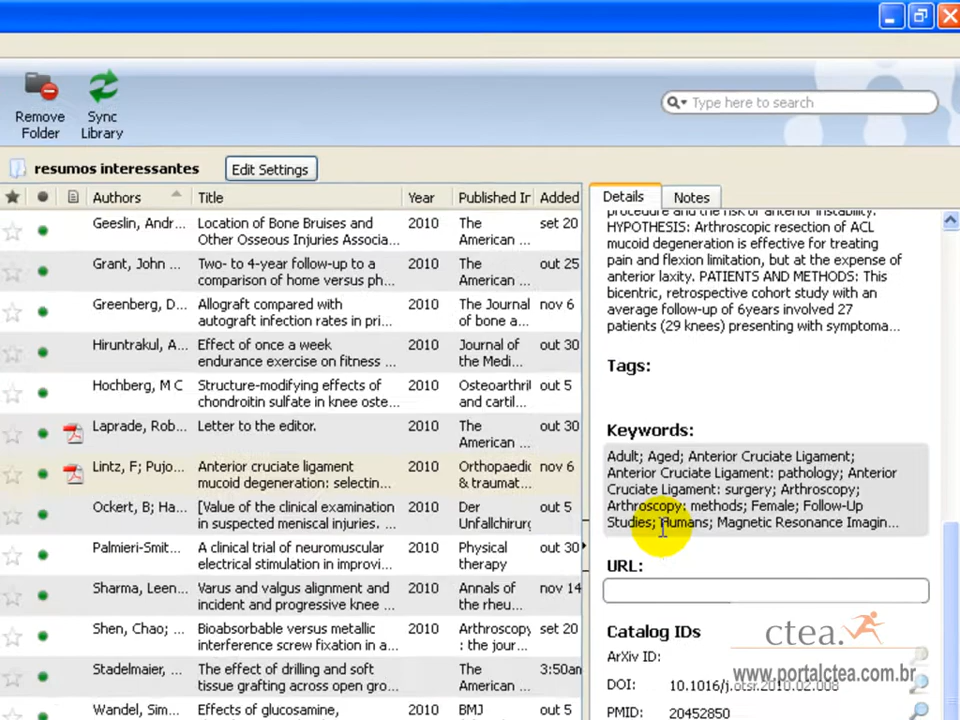 Remove Folder
Sync Library
Type here to search
resumos interessantes
Edit Settings
Authors Title Year Published In Added
Geeslin, Andr... Location of Bone Bruises and 2010 The set 20
Other Osseous Injuries Associa... American ...
Grant, John ... Two- to 4-year follow-up to a 2010 The out 25
comparison of home versus ph... American ...
Greenberg, D... Allograft compared with 2010 The Journal nov 6
autograft infection rates in pri... of bone a...
Hiruntrakul, A... Effect of once a week 2010 Journal of out 30
endurance exercise on fitness ... the Medi...
Hochberg, M C Structure-modifying effects of 2010 Osteoarthri out 5
chondroitin sulfate in knee oste... and cartil...
Laprade, Rob... Letter to the editor. 2010 The out 30
American ...
Lintz, F; Pujo... Anterior cruciate ligament 2010 Orthopaedic nov 6
mucoid degeneration: selectin... & traumat...
Ockert, B; Ha... [Value of the clinical examination 2010 Der out 5
in suspected meniscal injuries. ... Unfallchirurg
Palmieri-Smit... A clinical trial of neuromuscular 2010 Physical out 30
electrical stimulation in improvi... therapy
Sharma, Leen... Varus and valgus alignment and 2010 Annals of nov 14
incident and progressive knee ... the rheu...
Shen, Chao; ... Bioabsorbable versus metallic 2010 Arthroscopy set 20
interference screw fixation in a ... : the jour...
Stadelmaier, ... The effect of drilling and soft 2010 The 3:50am
tissue grafting across open gro... American ...
Wandel, Sim... Effects of glucosamine, 2010 BMJ out 5
Details Notes
procedure and the risk of anterior instability.
HYPOTHESIS: Arthroscopic resection of ACL
mucoid degeneration is effective for treating
pain and flexion limitation, but at the expense of
anterior laxity. PATIENTS AND METHODS: This
bicentric, retrospective cohort study with an
average follow-up of 6years involved 27
patients (29 knees) presenting with symptoma...
Tags:
Keywords:
Adult; Aged; Anterior Cruciate Ligament;
Anterior Cruciate Ligament: pathology; Anterior
Cruciate Ligament: surgery; Arthroscopy;
Arthroscopy: methods; Female; Follow-Up
Studies; Humans; Magnetic Resonance Imagin...
URL:
Catalog IDs
ctea.
ArXiv ID:
www.portalctea.com.br
DOI: 10.1016/j.otsr.2010.02.008
PMID: 20452850